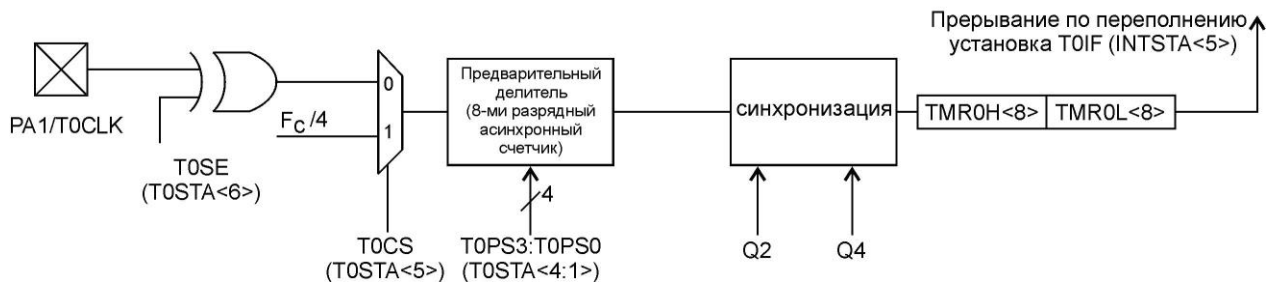 Прерывание по переполнению
установка T0IF (INTSTA<5>)
PA1/T0CLK
T0SE
(T0STA<6>)
FC /4
0
1
T0CS
(T0STA<5>)
Предварительный
делитель
(8-ми разрядный
асинхронный
счетчик)
4
T0PS3:T0PS0
(T0STA<4:1>)
синхронизация
Q2
Q4
TMR0H<8>
TMR0L<8>